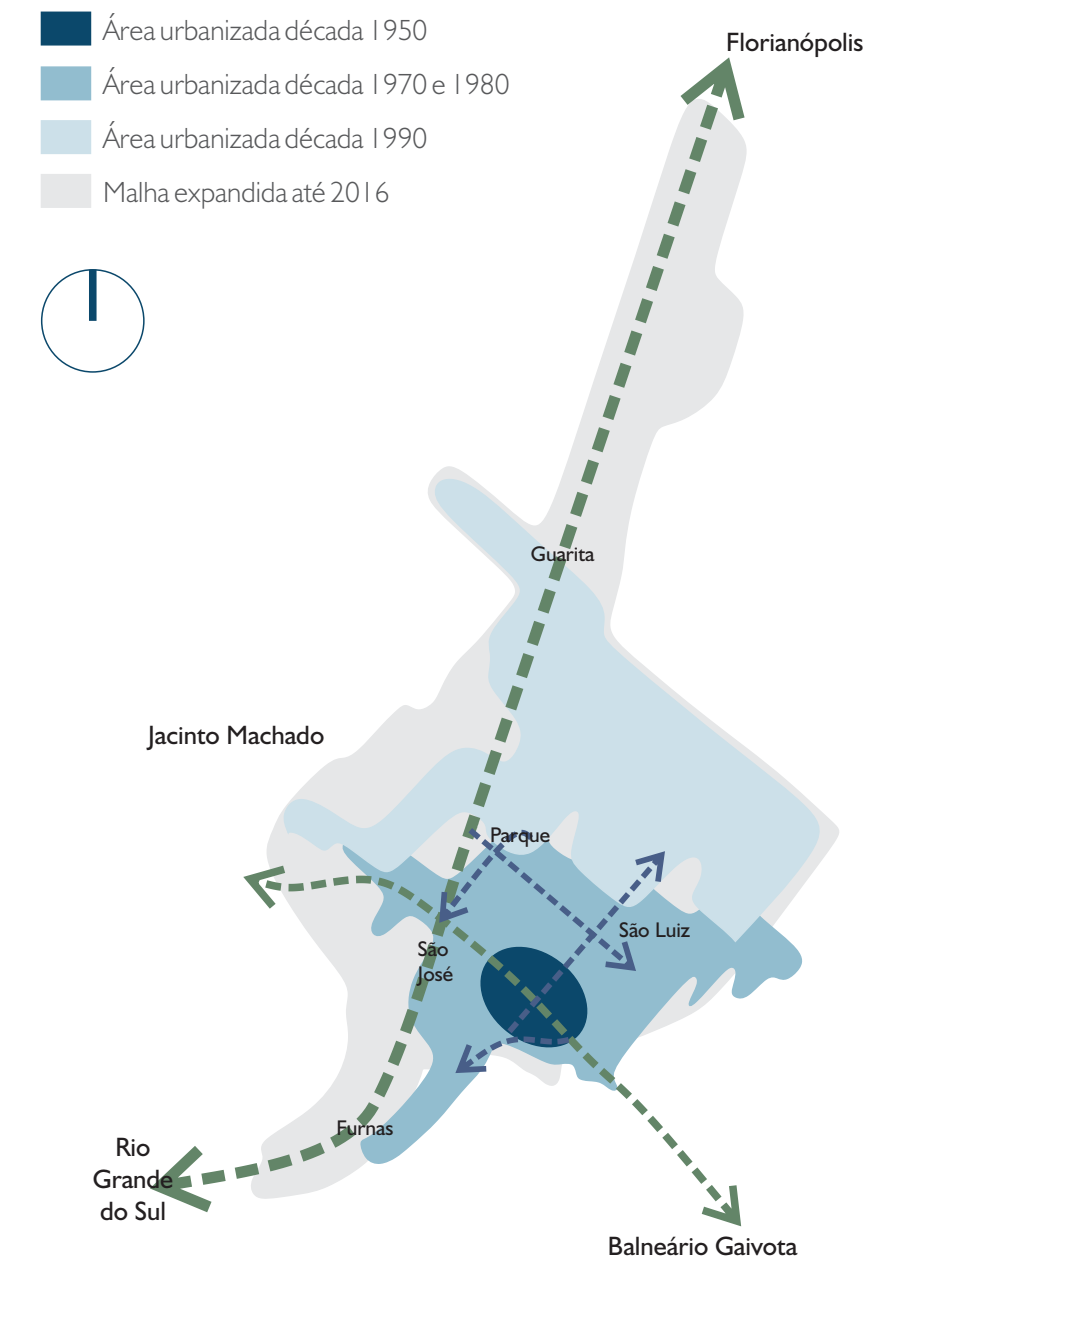 Área urbanizada década 1950
Área urbanizada década 1970 e 1980
Área urbanizada década 1990
Malha expandida até 2016
Florianópolis
Guarita
Jacinto Machado
Parque
São Luiz
São
José
Furnas
Rio
Grande
do Sul
Balneário Gaivota